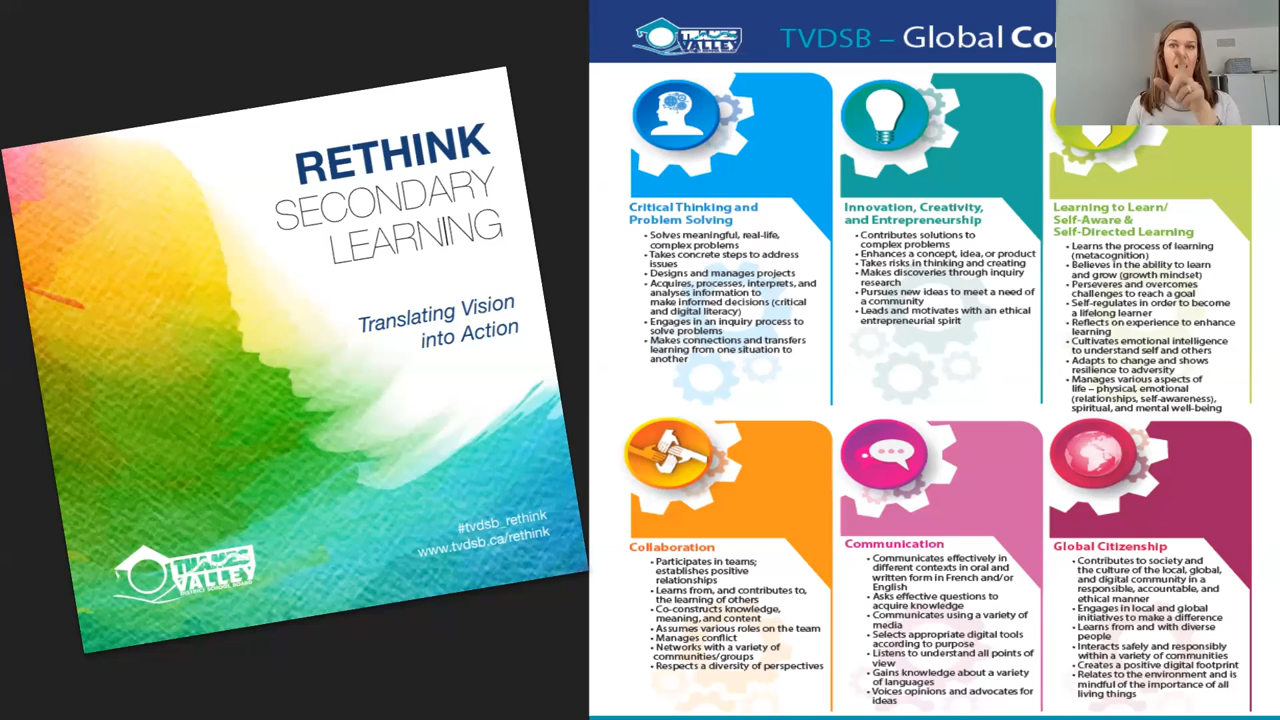 RETHINK
SECONDARY
LEARNING
Translating Vision
into Action
#tvdsb_rethink
www.tvdsb.ca/rethink
THAMES
VALLEY
DISTRICT SCHOOL BOARD
THAMES
VALLEY
TVDSB – Global
Critical Thinking and
Problem Solving
• Solves meaningful, real-life,
complex problems
• Takes concrete steps to address
issues
• Designs and manages projects
• Acquires, processes, interprets, and
analyses information to
make informed decisions (critical
and digital literacy)
• Engages in an inquiry process to
solve problems
• Makes connections and transfers
learning from one situation to
another
Innovation, Creativity,
and Entrepreneurship
• Contributes solutions to
complex problems
• Enhances a concept, idea, or product
• Takes risks in thinking and creating
• Makes discoveries through inquiry
research
• Pursues new ideas to meet a need of
a community
• Leads and motivates with an ethical
entrepreneurial spirit
Learning to Learn/
Self-Aware &
Self-Directed Learning
• Learns the process of learning
(metacognition)
• Believes in the ability to learn
and grow (growth mindset)
• Perseveres and overcomes
challenges to reach a goal
• Self-regulates in order to become
a lifelong learner
• Reflects on experience to enhance
learning
• Cultivates emotional intelligence
to understand self and others
• Adapts to change and shows
resilience to adversity
• Manages various aspects of
life – physical, emotional
(relationships, self-awareness),
spiritual, and mental well-being
Collaboration
• Participates in teams;
establishes positive
relationships
• Learns from, and contributes to,
the learning of others
• Co-constructs knowledge,
meaning, and content
• Assumes various roles on the team
• Manages conflict
• Networks with a variety of
communities/groups
• Respects a diversity of perspectives
Communication
• Communicates effectively in
different contexts in oral and
written form in French and/or
English
• Asks effective questions to
acquire knowledge
• Communicates using a variety of
media
• Selects appropriate digital tools
according to purpose
• Listens to understand all points of
view
• Gains knowledge about a variety
of languages
• Voices opinions and advocates for
ideas
Global Citizenship
• Contributes to society and
the culture of the local, global,
and digital community in a
responsible, accountable, and
ethical manner
• Engages in local and global
initiatives to make a difference
• Learns from and with diverse
people
• Interacts safely and responsibly
within a variety of communities
• Creates a positive digital footprint
• Relates to the environment and is
mindful of the importance of all
living things